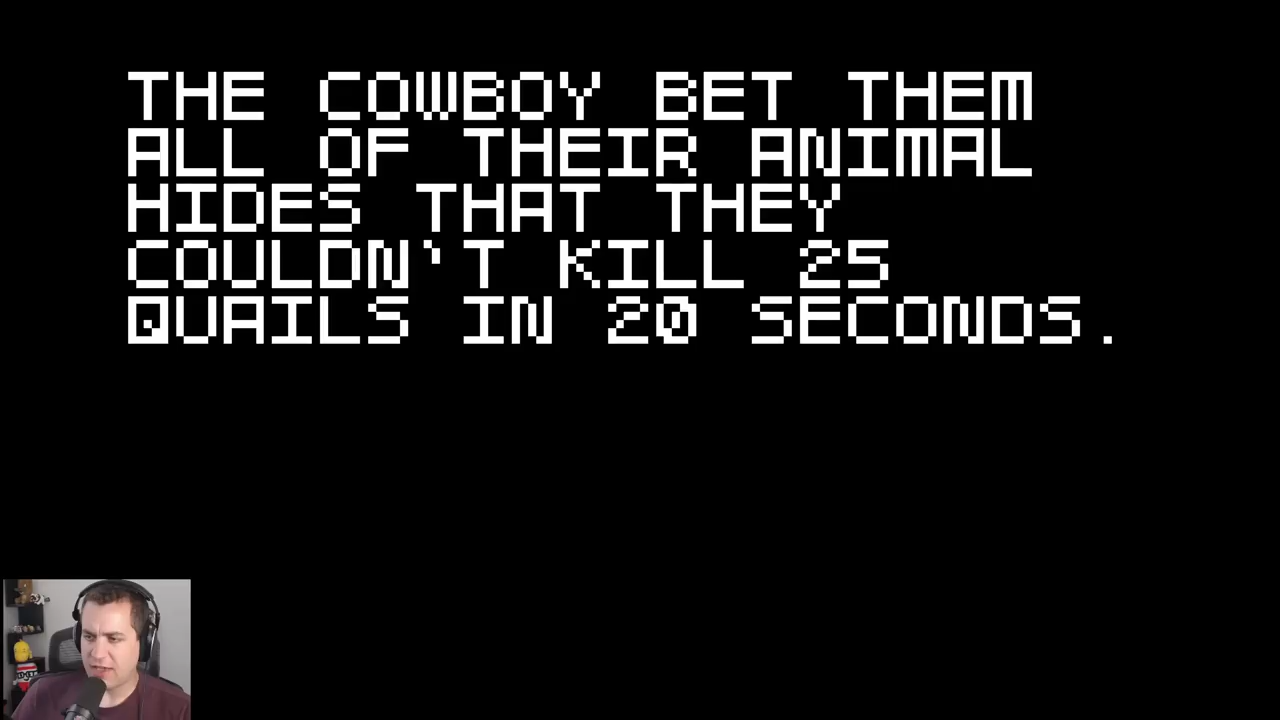 THE COWBOY BET THEM
ALL OF THEIR ANIMAL
HIDES THAT THEY
COULDN'T KILL 25
QUAILS IN 20 SECONDS.